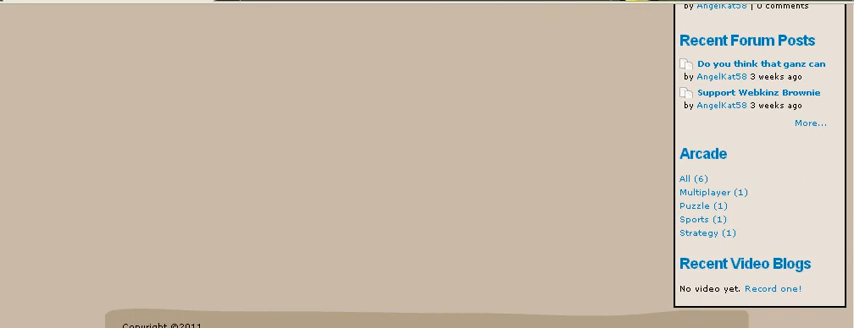 by AngelKat58 | 0 comments
Recent Forum Posts
Do you think that ganz can
by AngelKat58 3 weeks ago
Support Webkinz Brownie
by AngelKat58 3 weeks ago
More...
Arcade
All (6)
Multiplayer (1)
Puzzle (1)
Sports (1)
Strategy (1)
Recent Video Blogs
No video yet. Record one!
Copyright ©2011